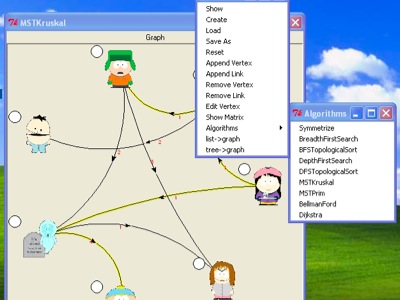 MSTKruskal
Graph
Show
Create
Load
Save As
Reset
Append Vertex
Append Link
Remove Vertex
Remove Link
Edit Vertex
Show Matrix
Algorithms
list->graph
tree->graph
Algorithms
Symmetrize
BreadthFirstSearch
BFSTopologicalSort
DepthFirstSearch
DFSTopologicalSort
MSTKruskal
MSTPrim
BellmanFord
Dijkstra
1
2
2
1
1
1